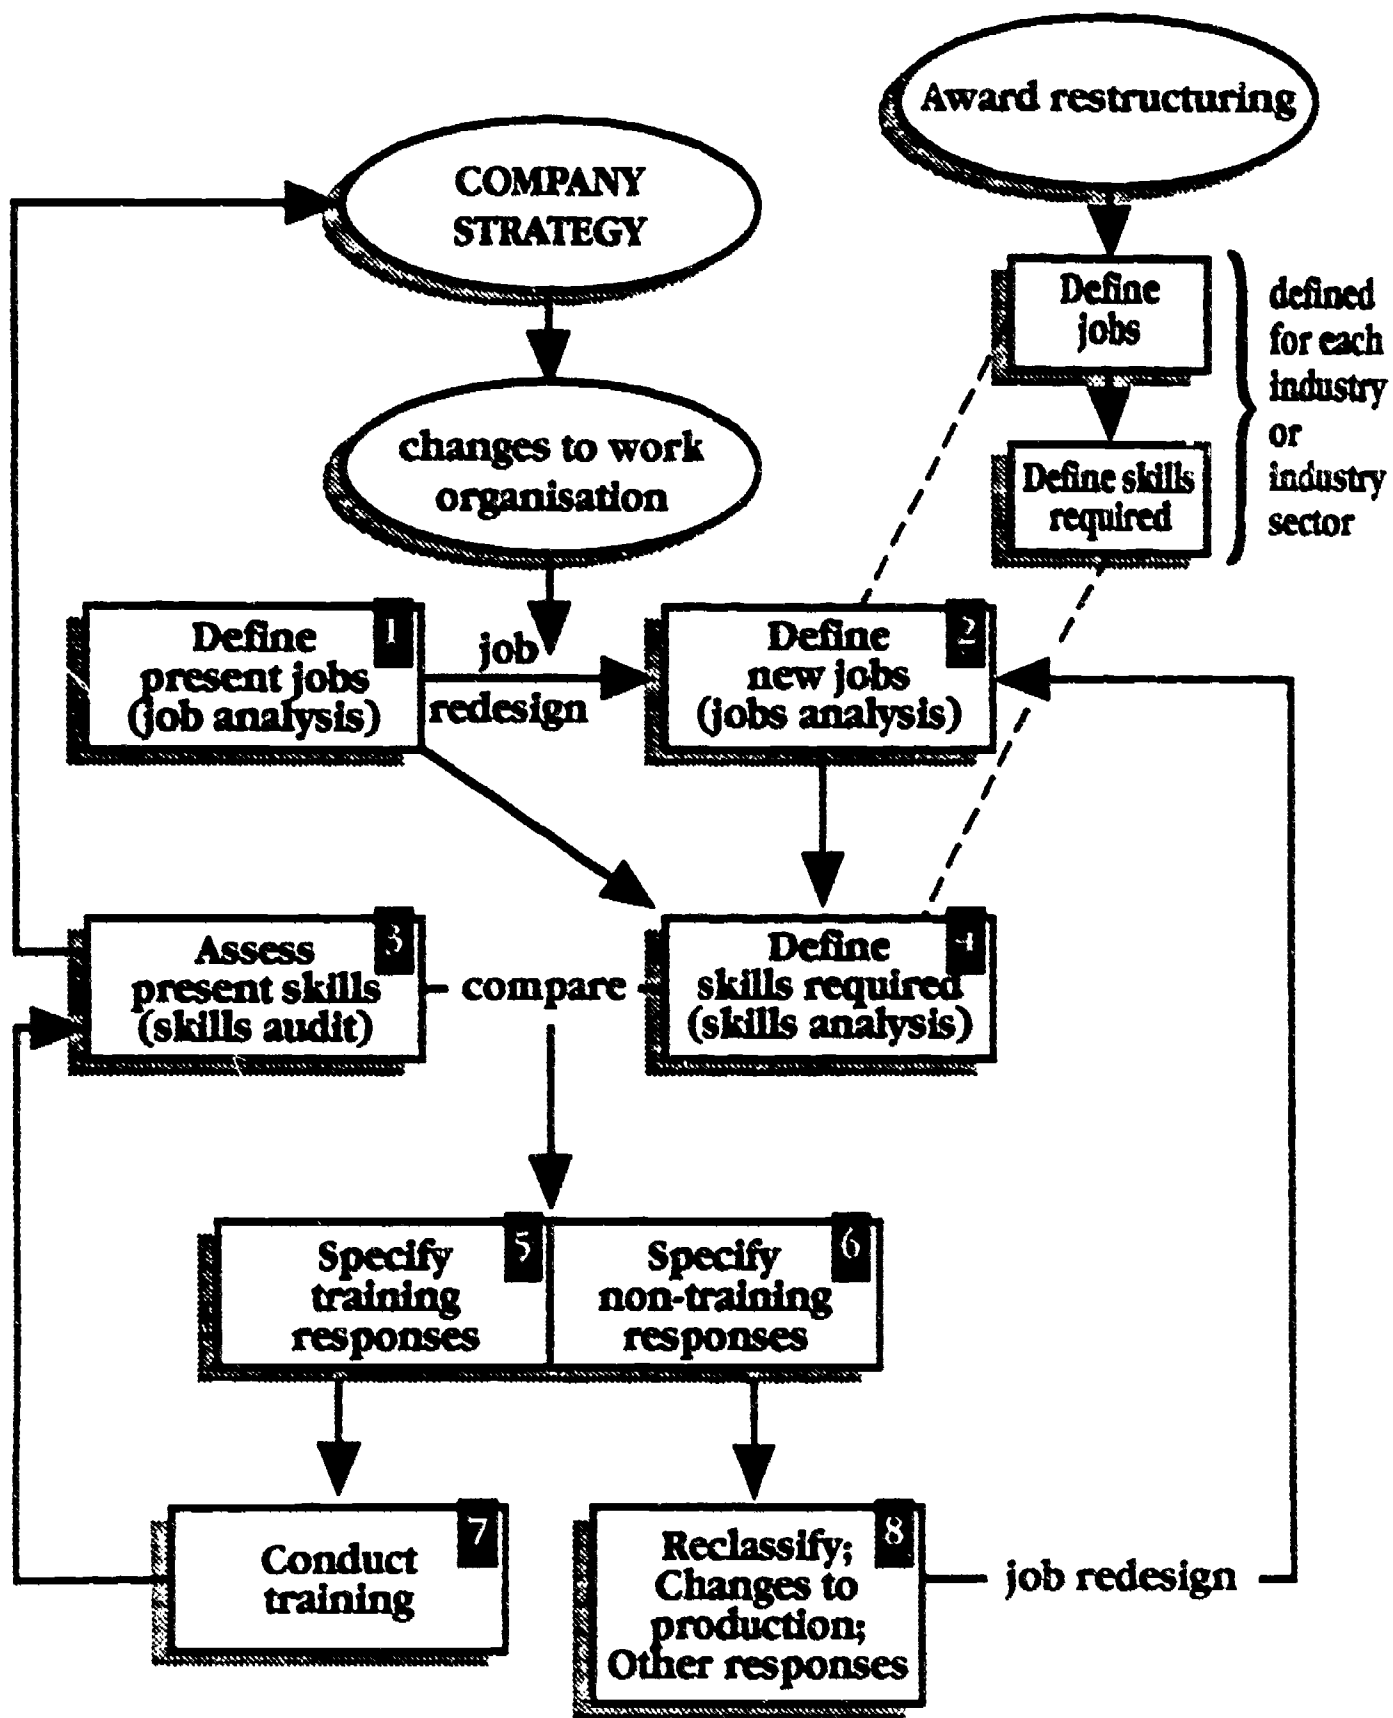 Award restructuring
COMPANY
STRATEGY
Define
jobs
defined
for each
industry
or
industry
sector
changes to work
organisation
Define skills
required
1
Define
present jobs
(job analysis)
job
redesign
2
Define
new jobs
(jobs analysis)
3
Assess
present skills
(skills audit)
compare
4
Define
skills required
(skills analysis)
5
Specify
training
responses
6
Specify
non-training
responses
7
Conduct
training
8
Reclassify;
Changes to
production;
Other responses
job redesign